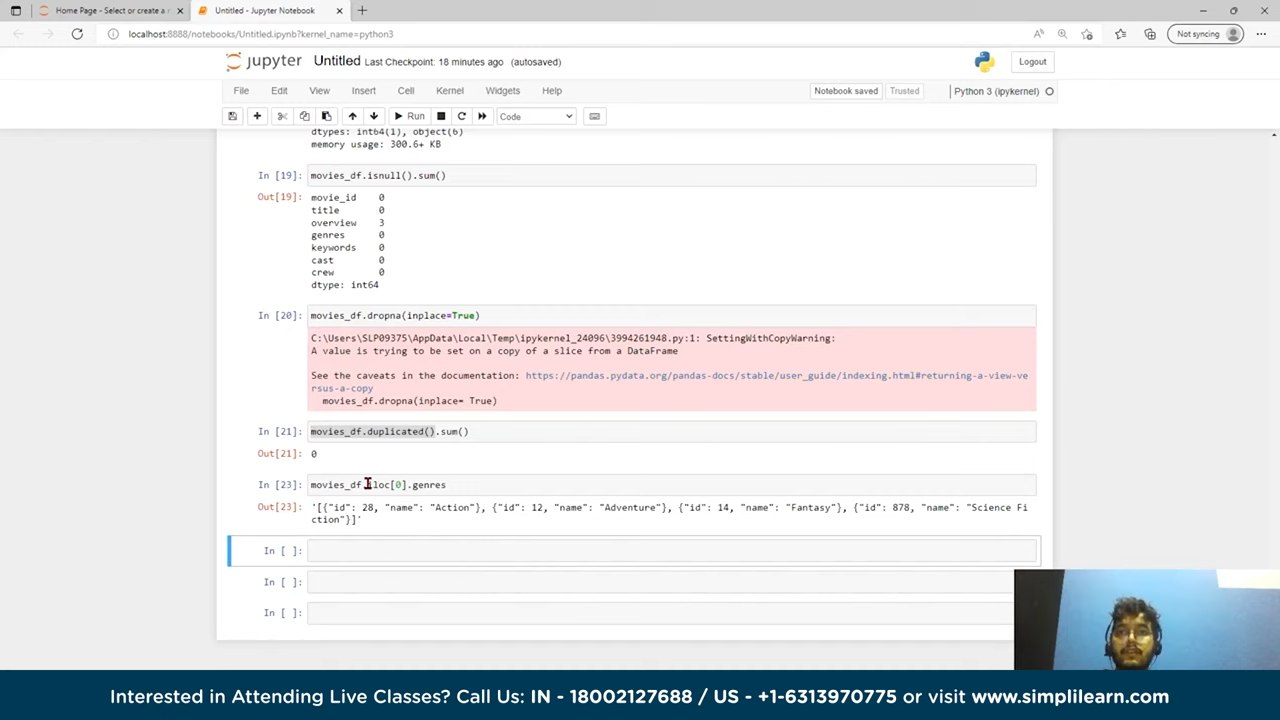 Home Page - Select or create a n
Untitled - Jupyter Notebook
localhost:8888/notebooks/Untitled.ipynb?kernel_name=python3
Not syncing
jupyter Untitled Last Checkpoint: 18 minutes ago (autosaved)
Logout
File Edit View Insert Cell Kernel Widgets Help
Notebook saved Trusted Python 3 (ipykernel)
Run Code
dtypes: int64(1), object(6)
memory usage: 300.6+ KB
In [19]: movies_df.isnull().sum()
Out[19]: movie_id 0
title 0
overview 3
genres 0
keywords 0
cast 0
crew 0
dtype: int64
In [20]: movies_df.dropna(inplace=True)
C:\Users\SLP09375\AppData\Local\Temp\ipykernel_24096\3994261948.py:1: SettingWithCopyWarning:
A value is trying to be set on a copy of a slice from a DataFrame
See the caveats in the documentation: https://pandas.pydata.org/pandas-docs/stable/user_guide/indexing.html#returning-a-view-ve
rsus-a-copy
movies_df.dropna(inplace= True)
In [21]: movies_df.duplicated().sum()
Out[21]: 0
In [23]: movies_df.iloc[0].genres
Out[23]: '[{"id": 28, "name": "Action"}, {"id": 12, "name": "Adventure"}, {"id": 14, "name": "Fantasy"}, {"id": 878, "name": "Science Fi
ction"}]'
In [ ]:
In [ ]:
In [ ]:
Interested in Attending Live Classes? Call Us: IN - 18002127688 / US - +1-6313970775 or visit www.simplilearn.com